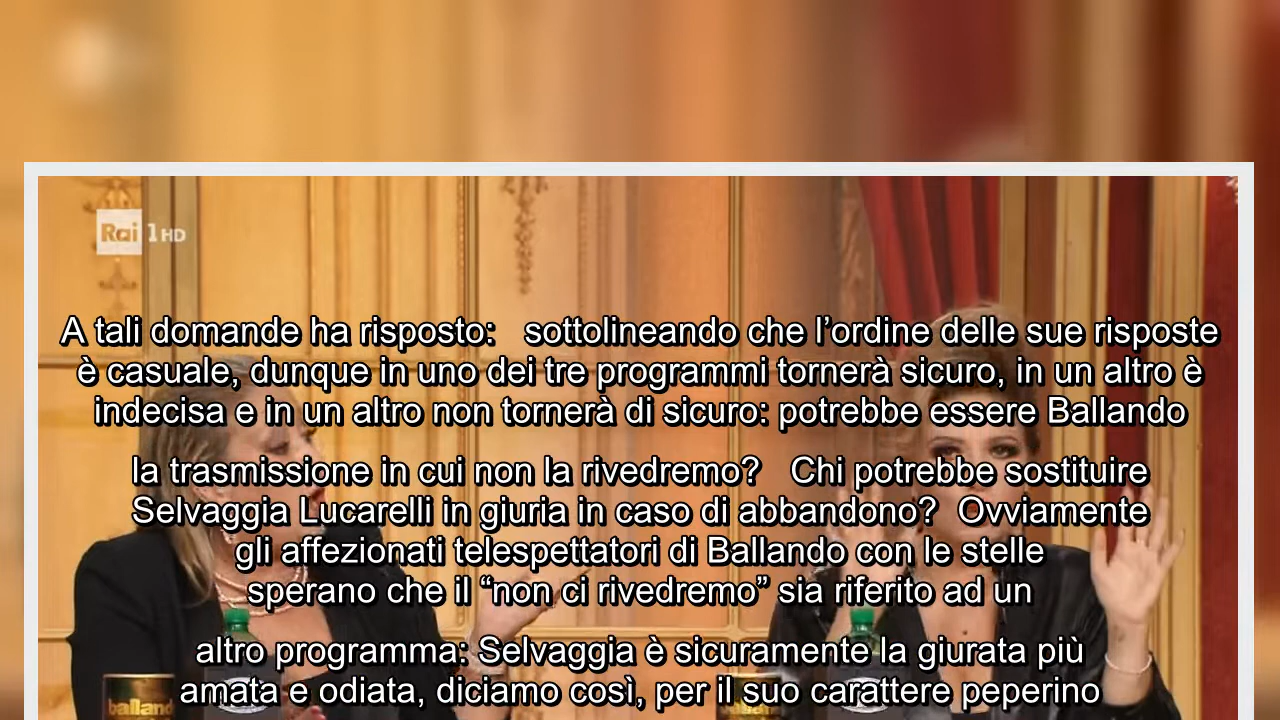 Rai 1 HD
A tali domande ha risposto: sottolineando che l’ordine delle sue risposte
è casuale, dunque in uno dei tre programmi tornerà sicuro, in un altro è
indecisa e in un altro non tornerà di sicuro: potrebbe essere Ballando
la trasmissione in cui non la rivedremo? Chi potrebbe sostituire
Selvaggia Lucarelli in giuria in caso di abbandono? Ovviamente
gli affezionati telespettatori di Ballando con le stelle
sperano che il “non ci rivedremo” sia riferito ad un
altro programma: Selvaggia è sicuramente la giurata più
amata e odiata, diciamo così, per il suo carattere peperino